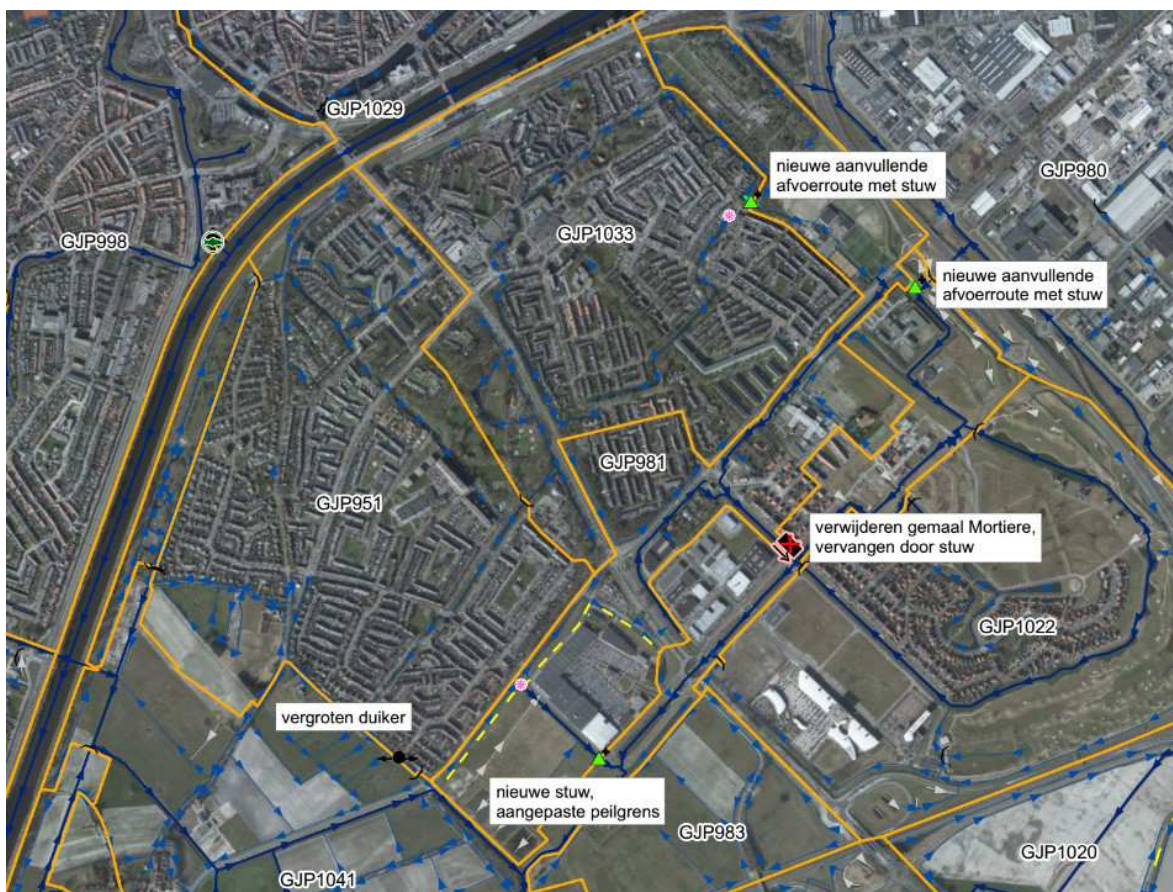 GJP1029
nieuwe aanvullende
afvoerroute met stuw
GJP980
GJP998
GJP1033
nieuwe aanvullende
afvoerroute met stuw
GJP981
GJP951
verwijderen gemaal Mortiere,
vervangen door stuw
GJP1022
vergroten duiker
nieuwe stuw,
aangepaste peilgrens
GJP983
GJP1020
GJP1041